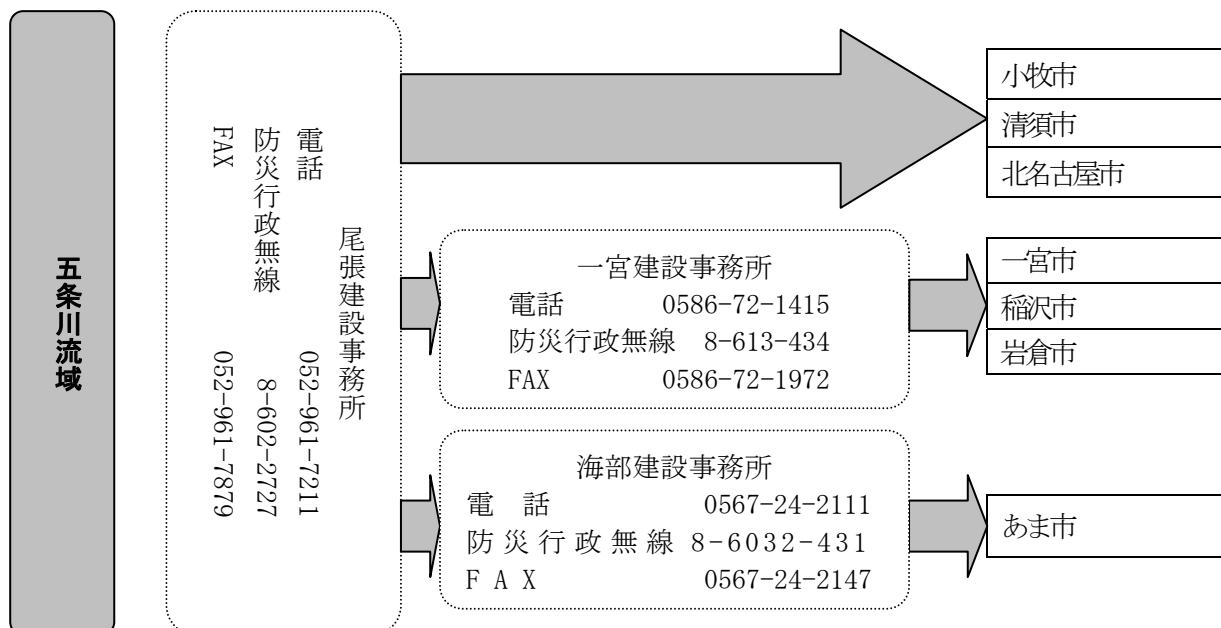 五条川流域
尾張建設事務所
電話 052-961-7211
防災行政無線 8-602-2727
FAX 052-961-7879
小牧市
清須市
北名古屋市
一宮建設事務所
電話 0586-72-1415
防災行政無線 8-613-434
FAX 0586-72-1972
一宮市
稲沢市
岩倉市
海部建設事務所
電 話 0567-24-2111
防災行政無線 8-6032-431
F A X 0567-24-2147
あま市